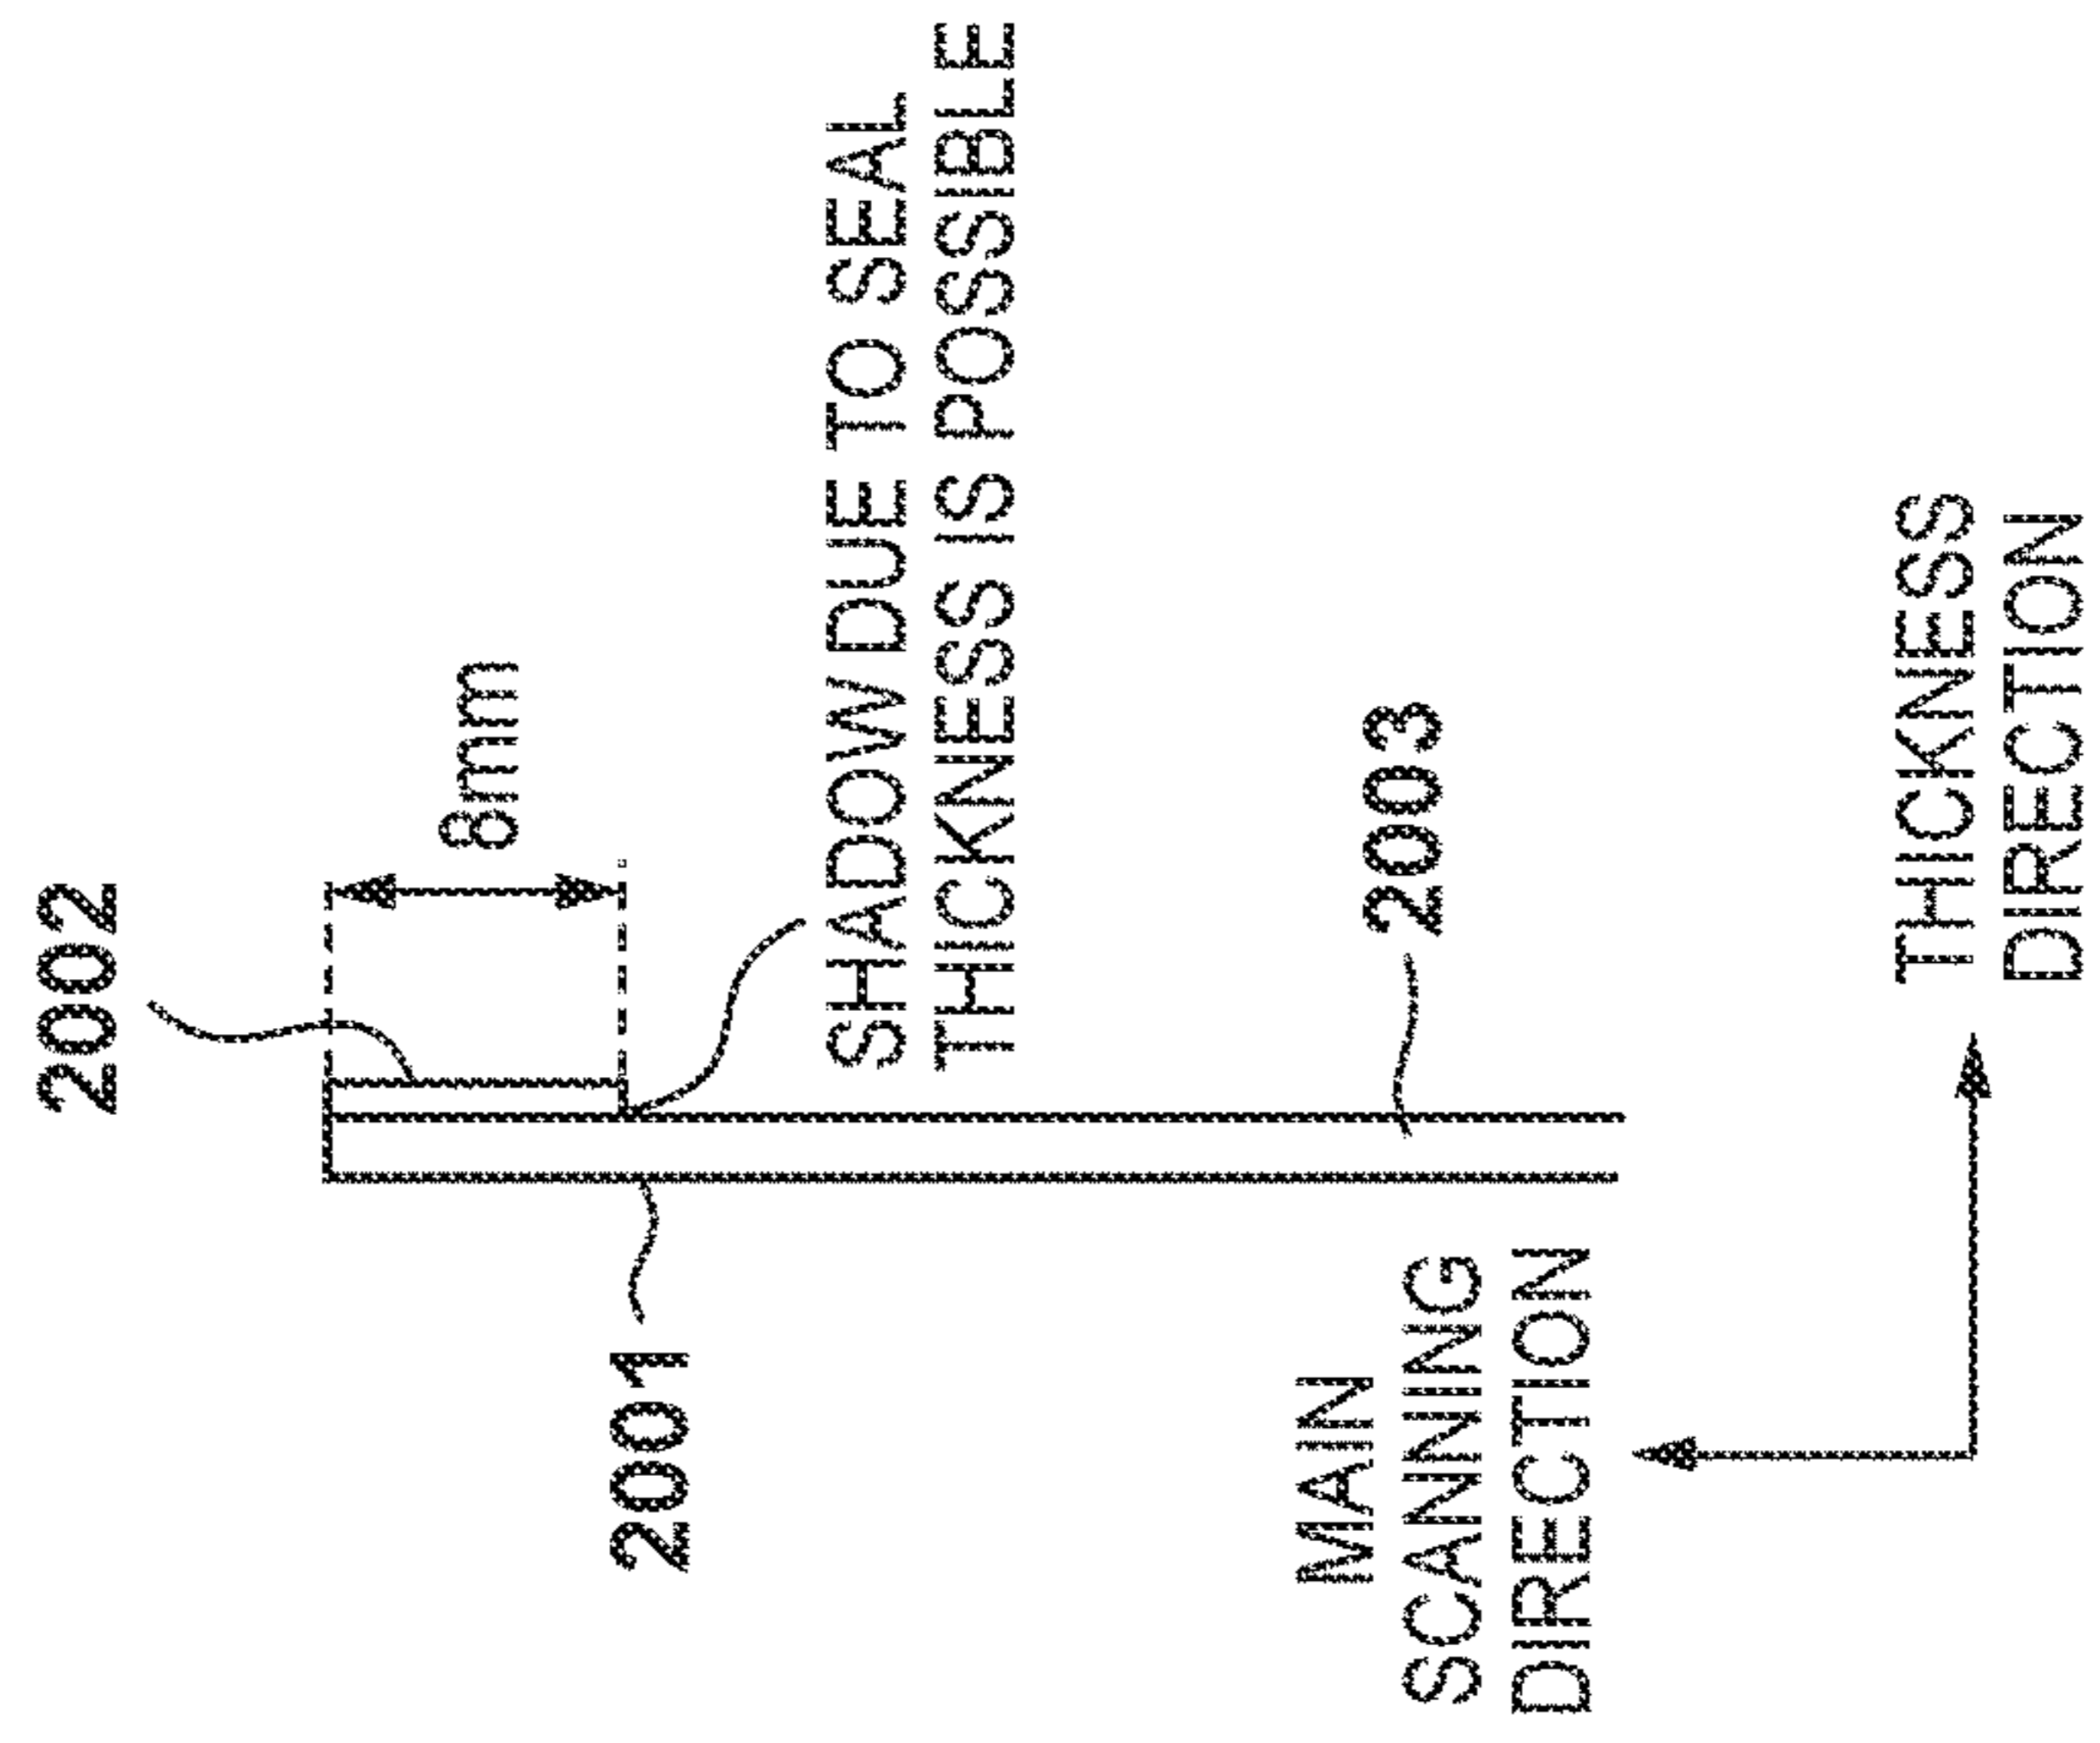 2002
8mm
2001
SHADOW DUE TO SEAL
THICKNESS IS POSSIBLE
2003
MAIN
SCANNING
DIRECTION
THICKNESS
DIRECTION